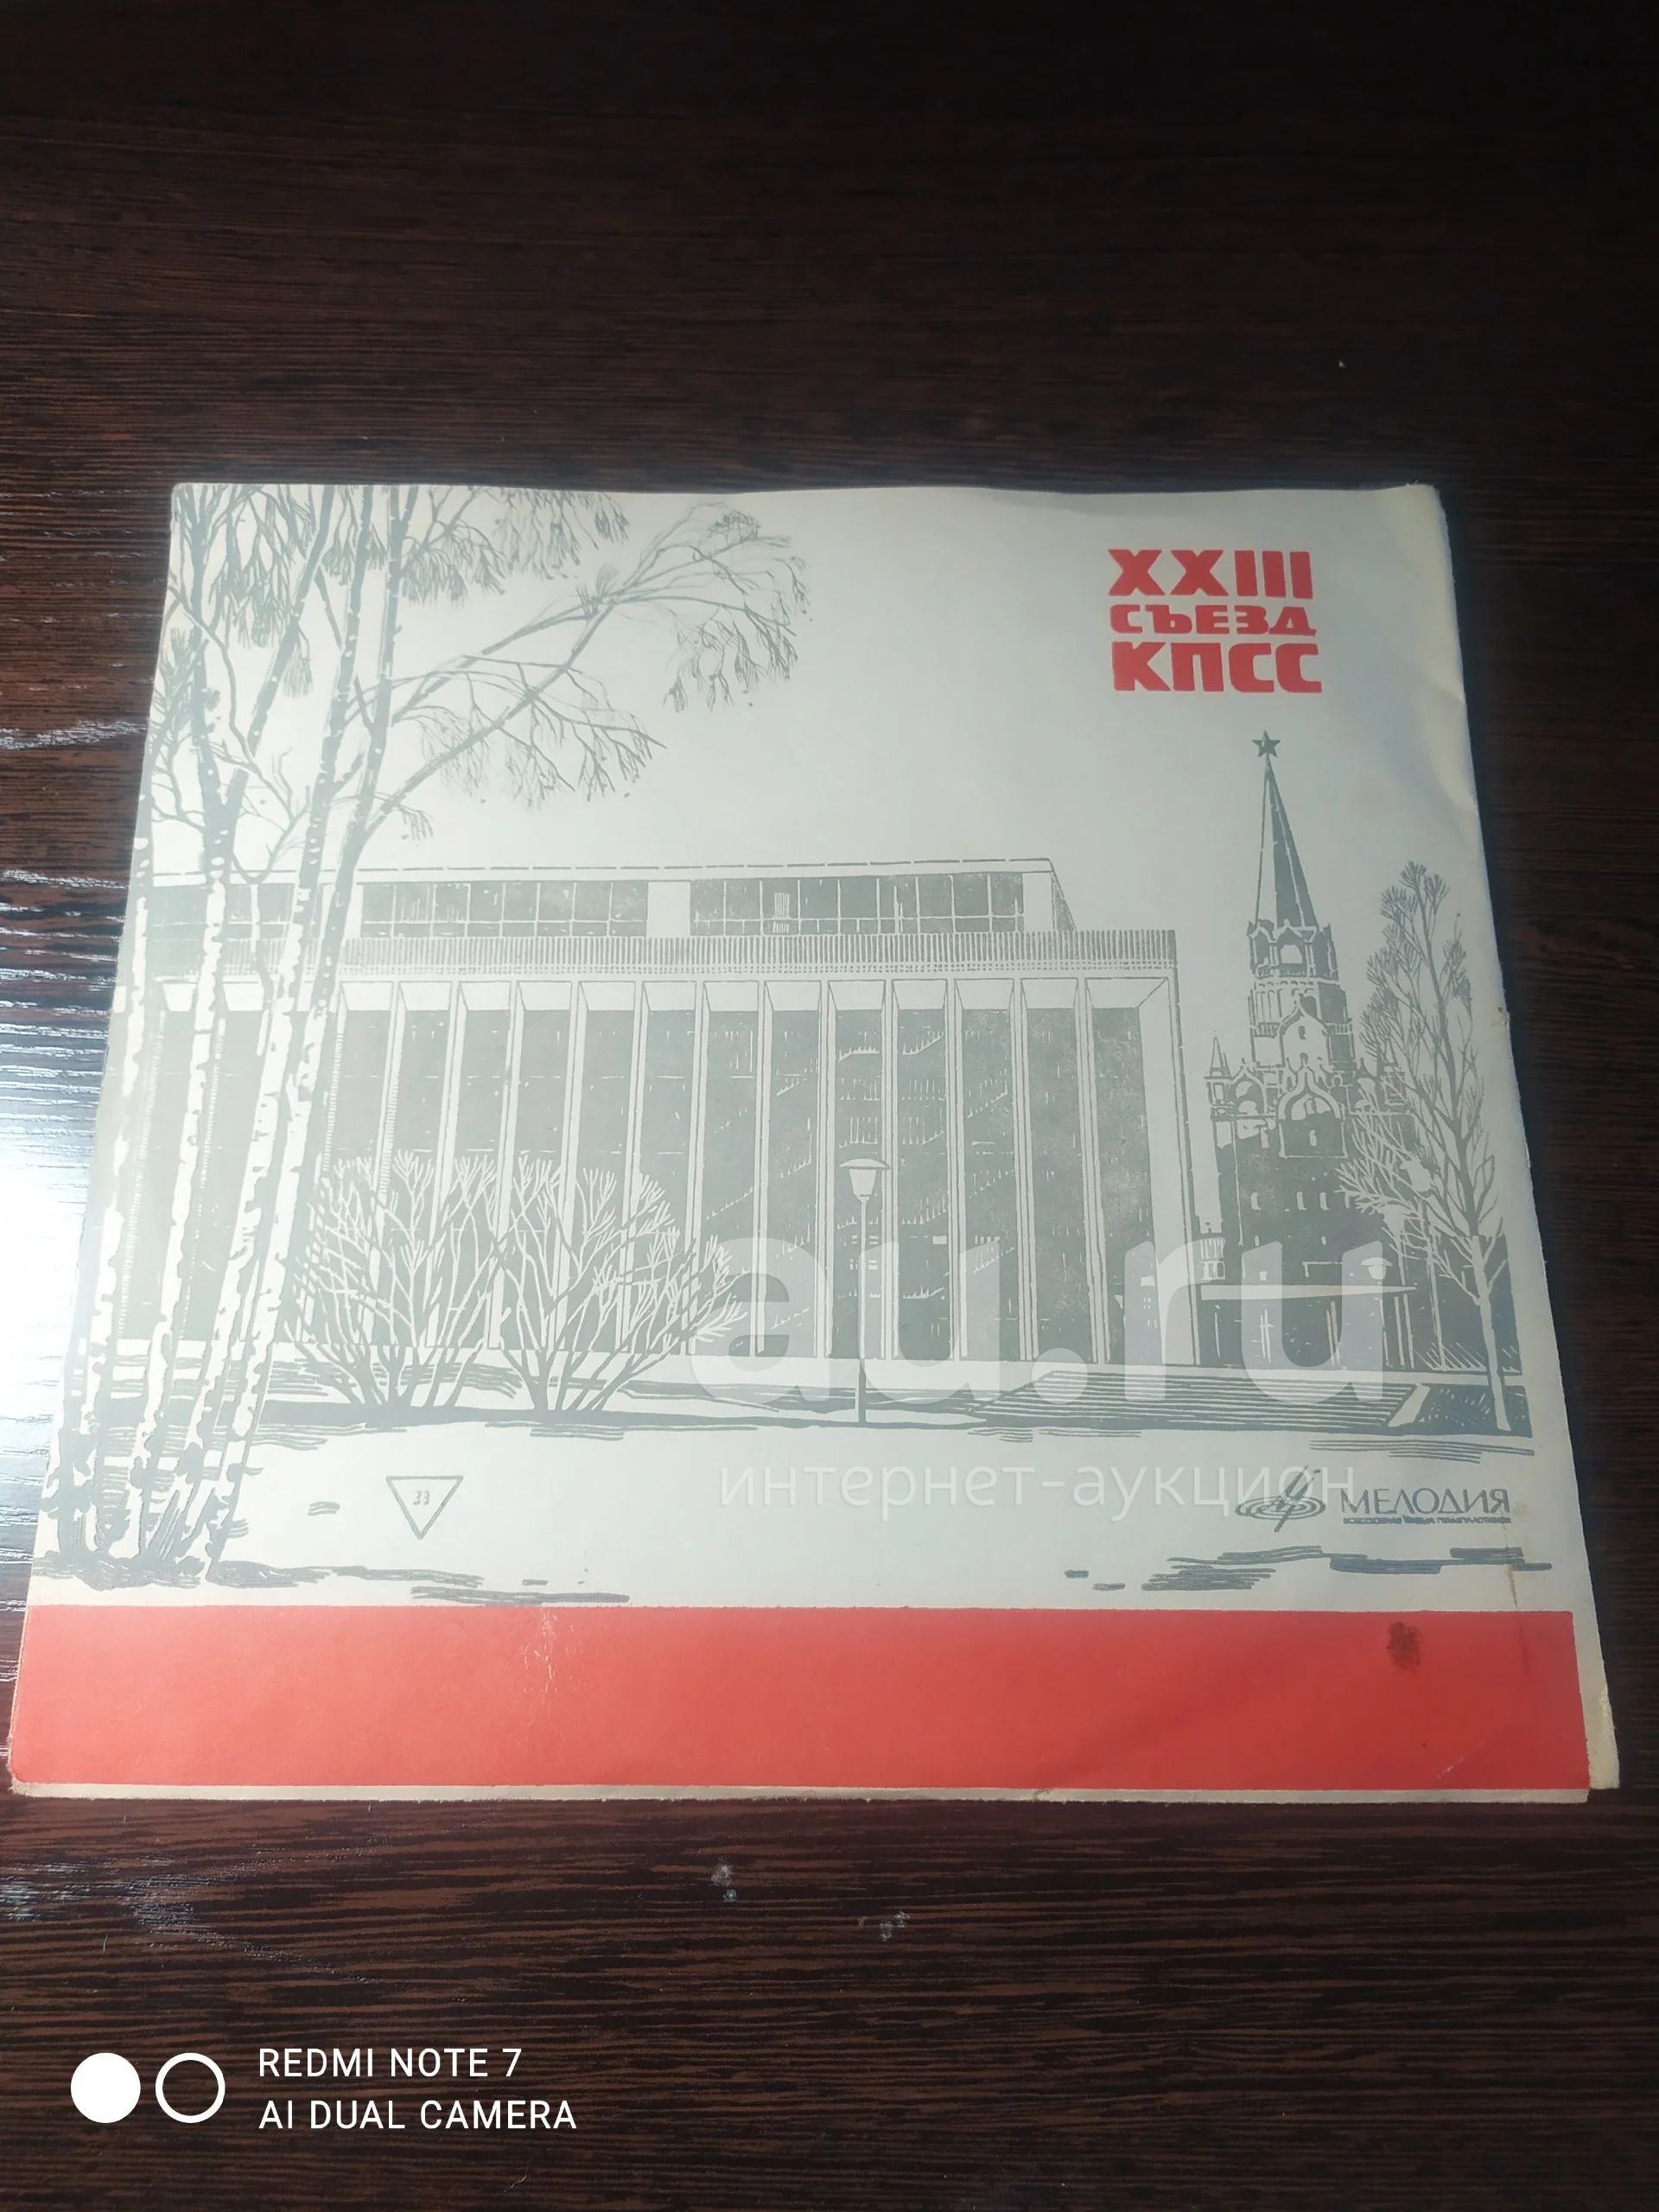 XXIII
СЪЕЗД
КПСС
au.ru
интернет-аукцион
33
МЕЛОДИЯ
REDMI NOTE 7
AI DUAL CAMERA